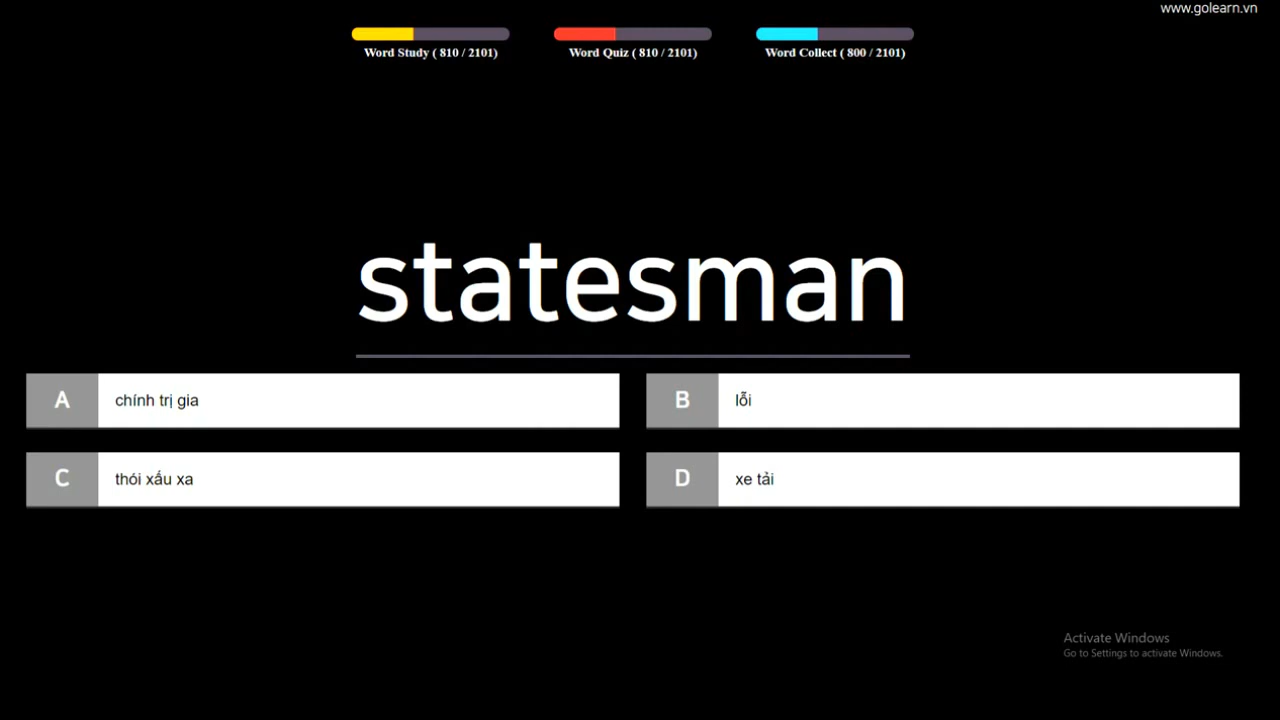 www.golearn.vn
Word Study ( 810 / 2101)
Word Quiz ( 810 / 2101)
Word Collect ( 800 / 2101)
statesman
A chính trị gia
B lỗi
C thói xấu xa
D xe tải
Activate Windows
Go to Settings to activate Windows.